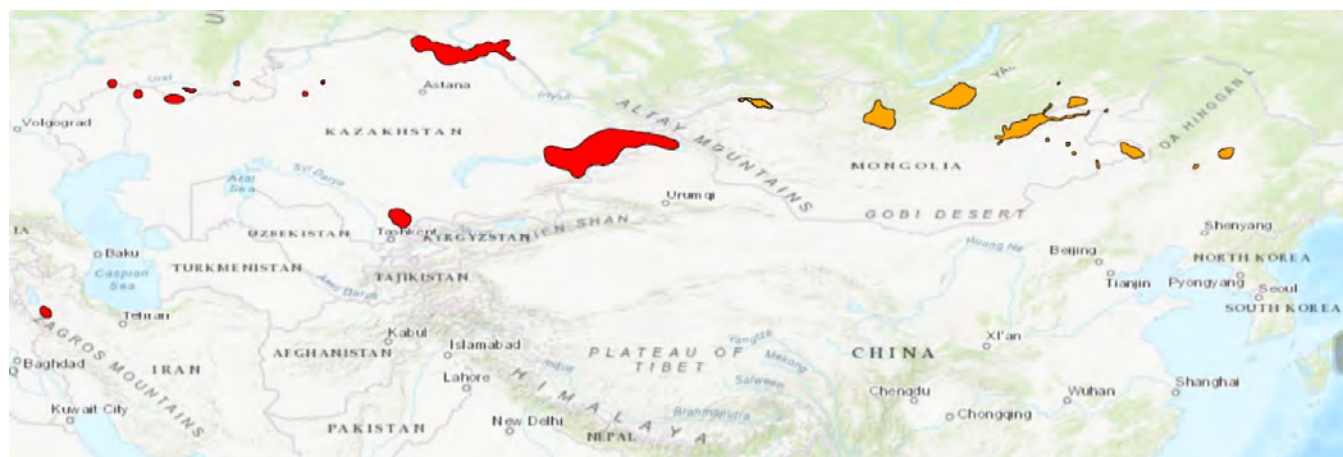 Astana
Ural
Irtysh
Volgograd
KAZAKHSTAN
ALTAY MOUNTAINS
MONGOLIA
DA HINGGAN L
YA
Aral
Sea
Syr Darya
Urumqi
GOBI DESERT
UZBEKISTAN
Tashkent
KYRGYZSTAN
TIEN SHAN
Shenyang
Huang He
Baku
Beijing
NORTH KOREA
TURKMENISTAN
Caspian
Sea
Amu Darya
TAJIKISTAN
Tianjin
Pyongyang
Seoul
SOUTH KOREA
Tehran
ZAGROS MOUNTAINS
Kabul
Islamabad
AFGHANISTAN
PLATEAU OF
TIBET
Yangtze
Mekong
Salween
CHINA
XI'an
Baghdad
IRAN
Indus
Lahore
HIMALAYA
Brahmaputra
Chengdu
Wuhan
Shanghai
Kuwait City
PAKISTAN
New Delhi
NEPAL
Chongqing
IA